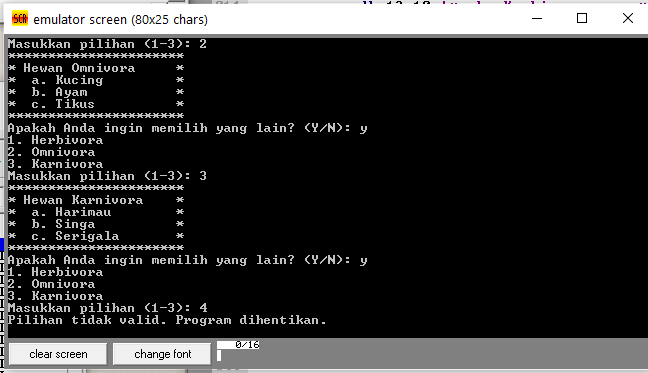 emulator screen (80x25 chars)
Masukkan pilihan (1-3): 2
**********************
* Hewan Omnivora     *
*  a. Kucing         *
*  b. Ayam           *
*  c. Tikus          *
**********************
Apakah Anda ingin memilih yang lain? (Y/N): y
1. Herbivora
2. Omnivora
3. Karnivora
Masukkan pilihan (1-3): 3
**********************
* Hewan Karnivora    *
*  a. Harimau        *
*  b. Singa          *
*  c. Serigala       *
**********************
Apakah Anda ingin memilih yang lain? (Y/N): y
1. Herbivora
2. Omnivora
3. Karnivora
Masukkan pilihan (1-3): 4
Pilihan tidak valid. Program dihentikan.
clear screen
change font
0/16